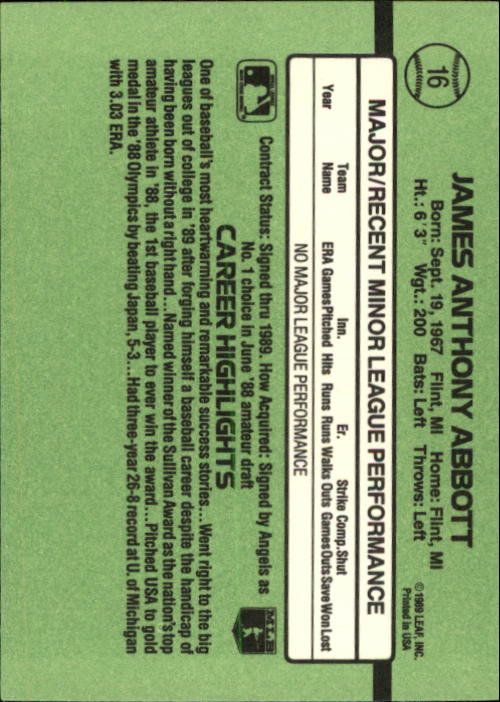 16
JAMES ANTHONY ABBOTT
Born: Sept. 19, 1967 Flint, MI Home: Flint, MI
Ht.: 6'3" Wgt.: 200 Bats: Left Throws: Left
©1989 LEAF, INC.
Printed in USA
MAJOR/RECENT MINOR LEAGUE PERFORMANCE
Team Inn. Er. Strike Comp. Shut
Year Name ERA Games Pitched Hits Runs Runs Walks Outs Games Outs Save Won Lost
NO MAJOR LEAGUE PERFORMANCE
Contract Status: Signed thru 1989. How Acquired: Signed by Angels as
No. 1 choice in June '88 amateur draft
MLB
CAREER HIGHLIGHTS
One of baseball's most heartwarming and remarkable success stories...Went right to the big
leagues out of college in '89 after forging himself a baseball career despite the handicap of
having been born without a right hand...Named winner of the Sullivan Award as the nation's top
amateur athlete in '88, the 1st baseball player to ever win the award...Pitched USA to gold
medal in the '88 Olympics by beating Japan, 5-3...Had three-year 26-8 record at U. of Michigan
with 3.03 ERA.